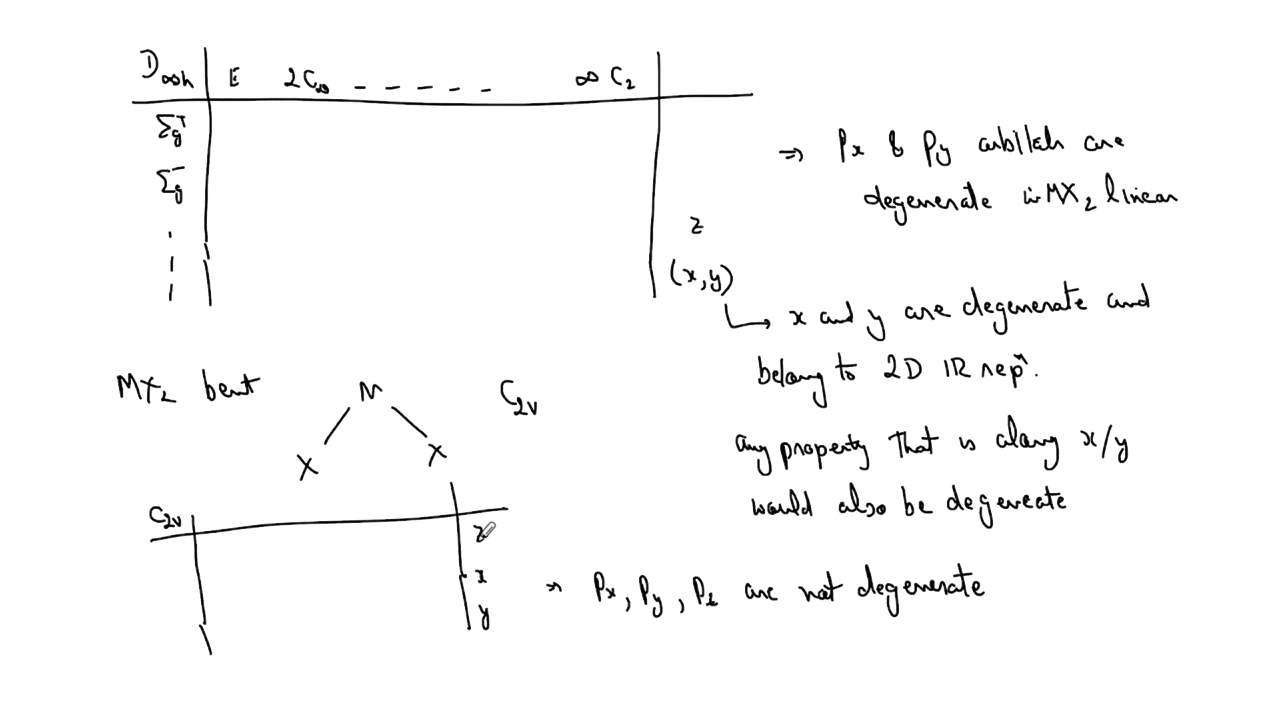 D∞h E 2C∞ - - - - - ∞ C₂
Σg⁺
Σg⁻
z
(x,y)
⇒ Px & Py orbitals are
degenerate in MX₂ linear
↳ x and y are degenerate and
belong to 2D IR repⁿ.
any property that is along x/y
would also be degenerate
MX₂ bent
M
X X
C₂v
C₂v
z
x
y
⇒ Px, Py, Pz are not degenerate